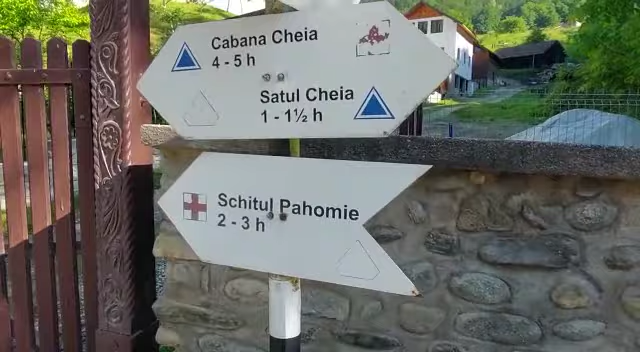 Cabana Cheia
4 - 5 h
Satul Cheia
1 - 1½ h
Schitul Pahomie
2 - 3 h